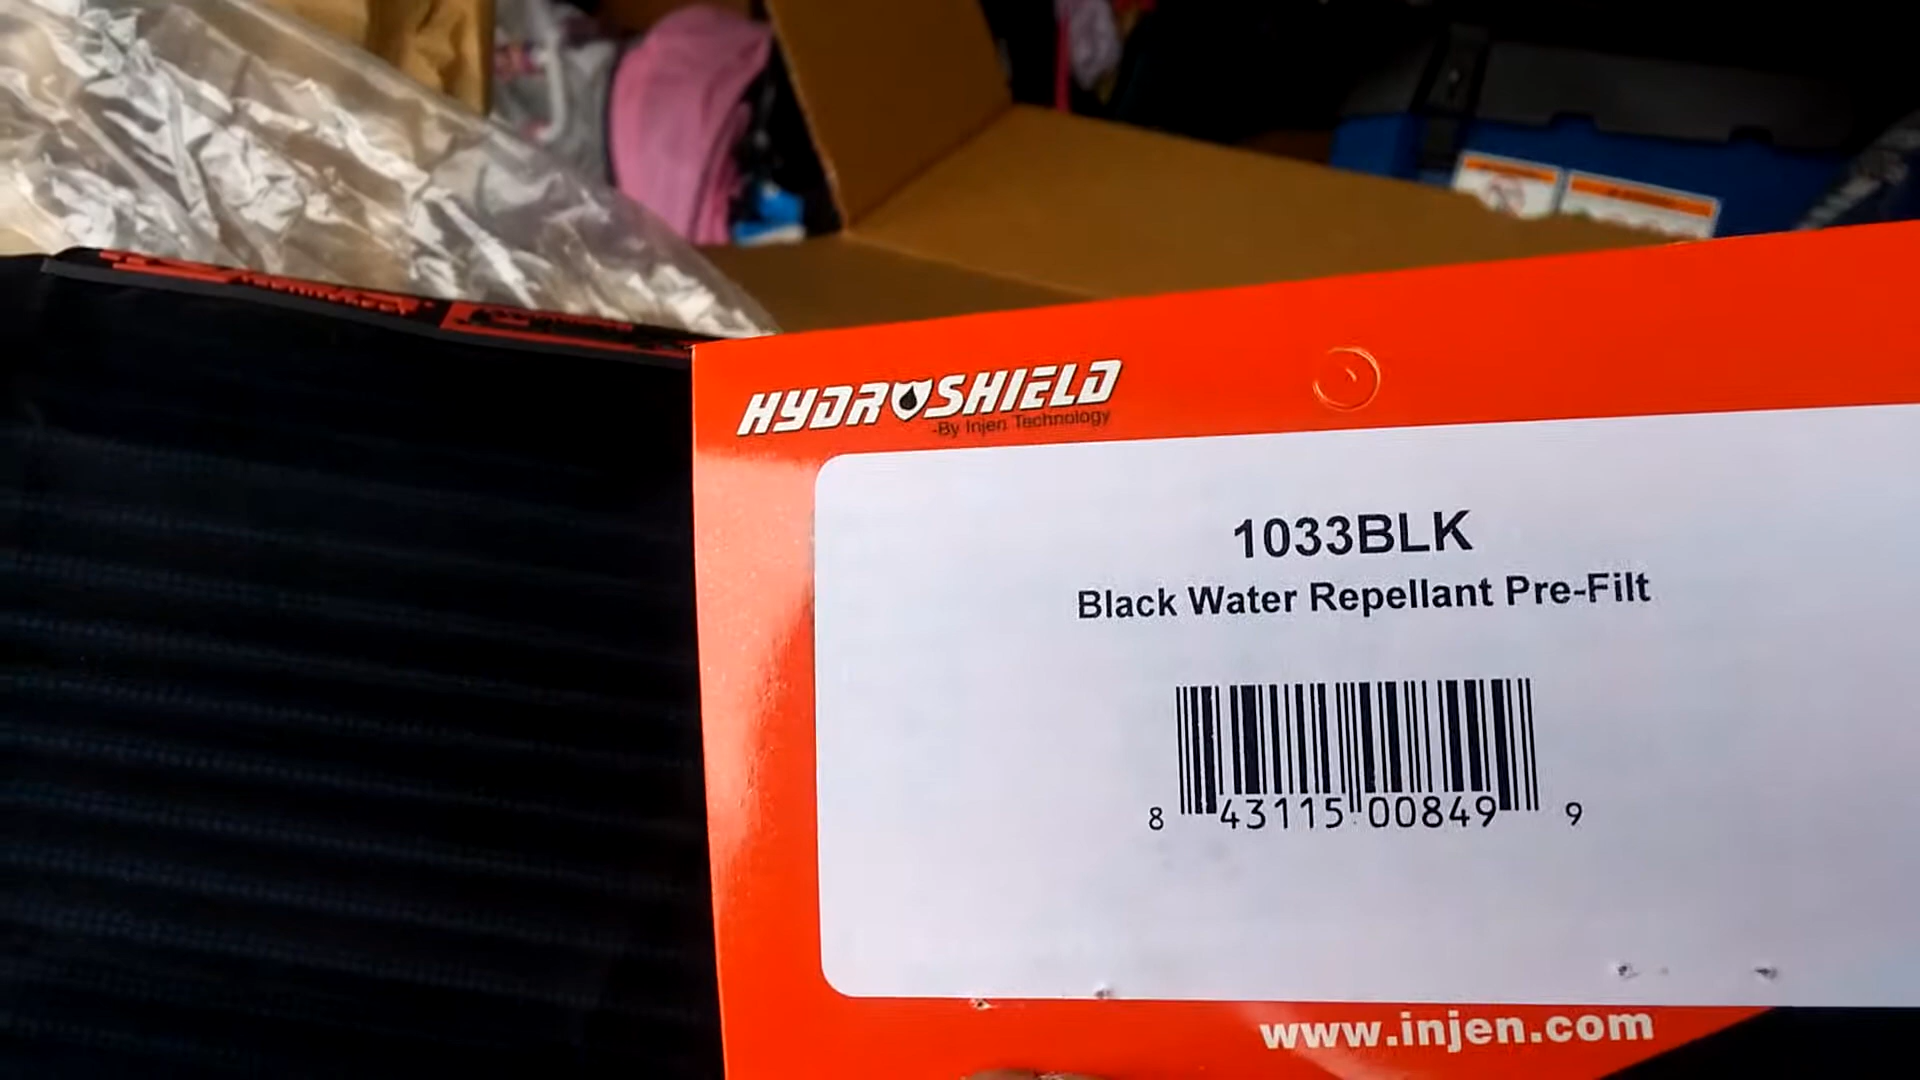 HYDROSHIELD
-By Injen Technology
1033BLK
Black Water Repellant Pre-Filt
8 43115 00849 9
www.injen.com